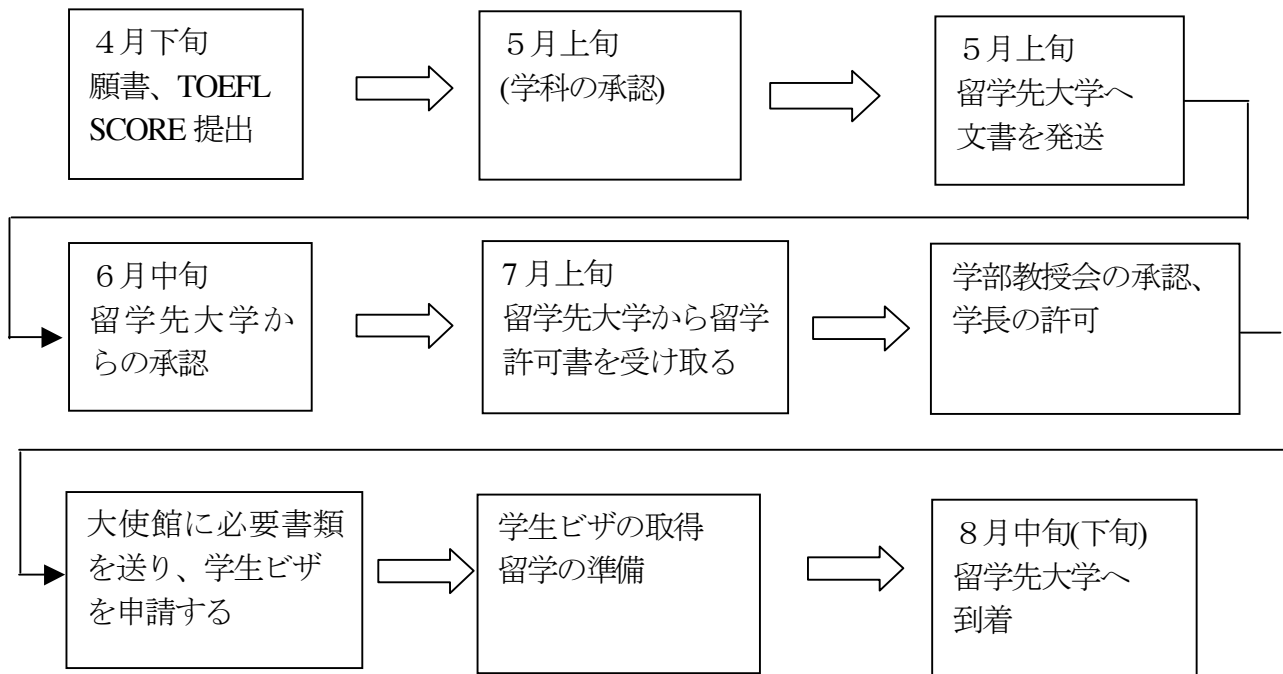 ４月下旬
願書、TOEFL
SCORE 提出
５月上旬
(学科の承認)
５月上旬
留学先大学へ
文書を発送
６月中旬
留学先大学か
らの承認
7 月上旬
留学先大学から留学
許可書を受け取る
学部教授会の承認、
学長の許可
大使館に必要書類
を送り、学生ビザ
を申請する
学生ビザの取得
留学の準備
８月中旬(下旬)
留学先大学へ
到着